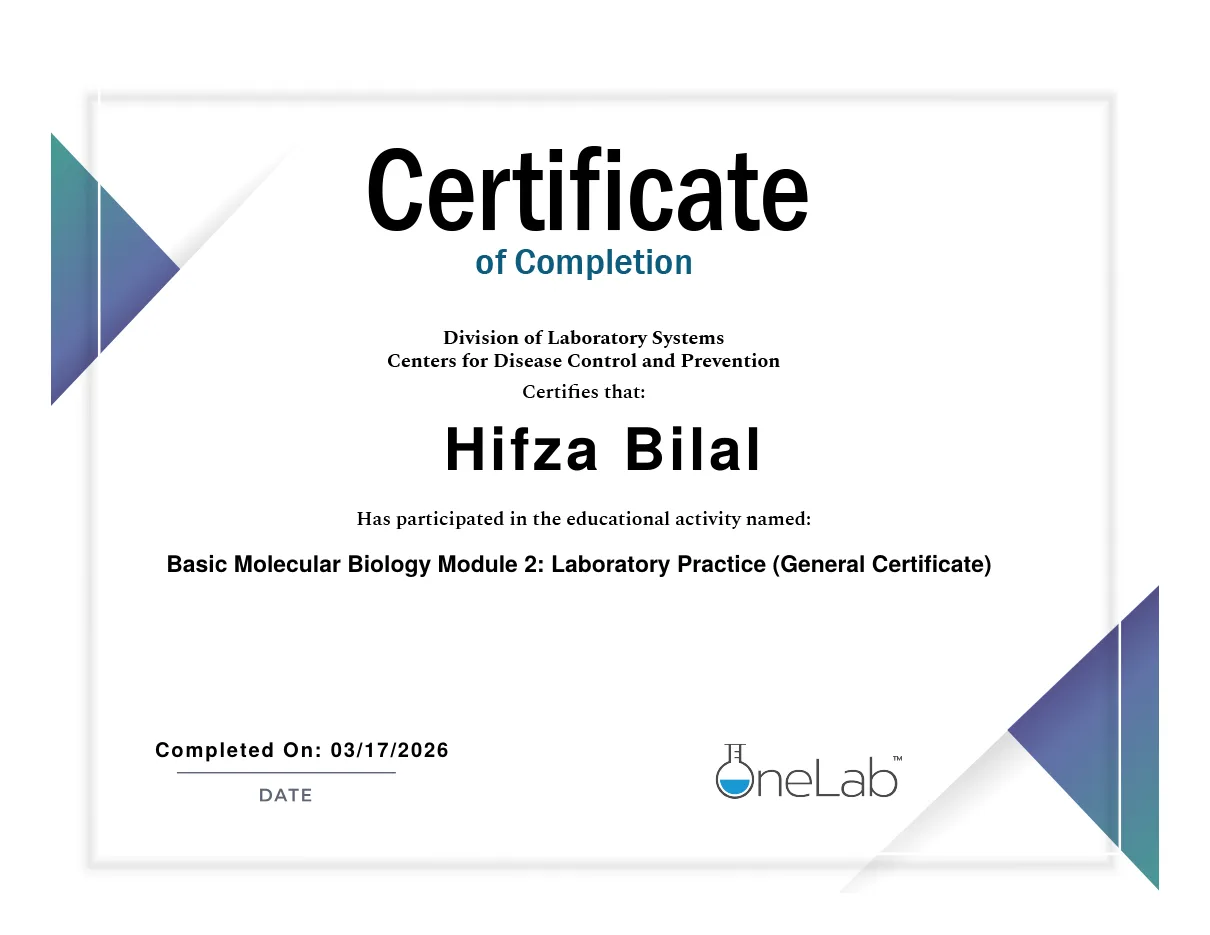 Certificate
of Completion
Division of Laboratory Systems
Centers for Disease Control and Prevention
Certifies that:
Hifza Bilal
Has participated in the educational activity named:
Basic Molecular Biology Module 2: Laboratory Practice (General Certificate)
Completed On: 03/17/2026
DATE
OneLab™